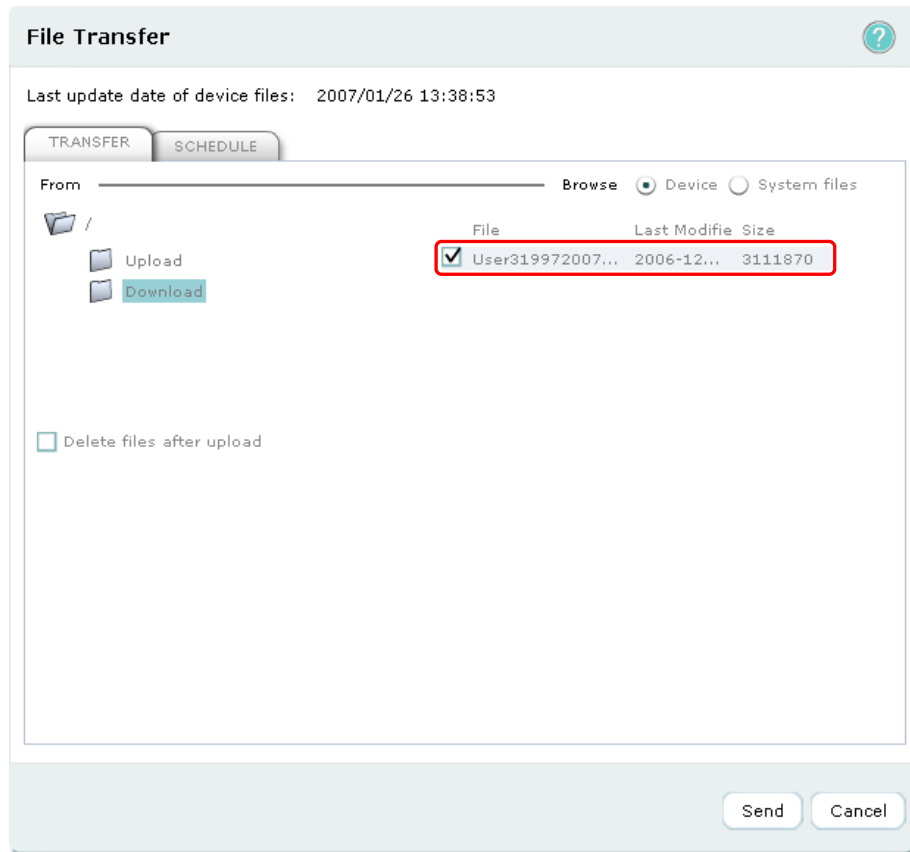 File Transfer
?
Last update date of device files: 2007/01/26 13:38:53
TRANSFER SCHEDULE
From Browse Device System files
/
File Last Modifie Size
Upload
User319972007... 2006-12... 3111870
Download
Delete files after upload
Send Cancel